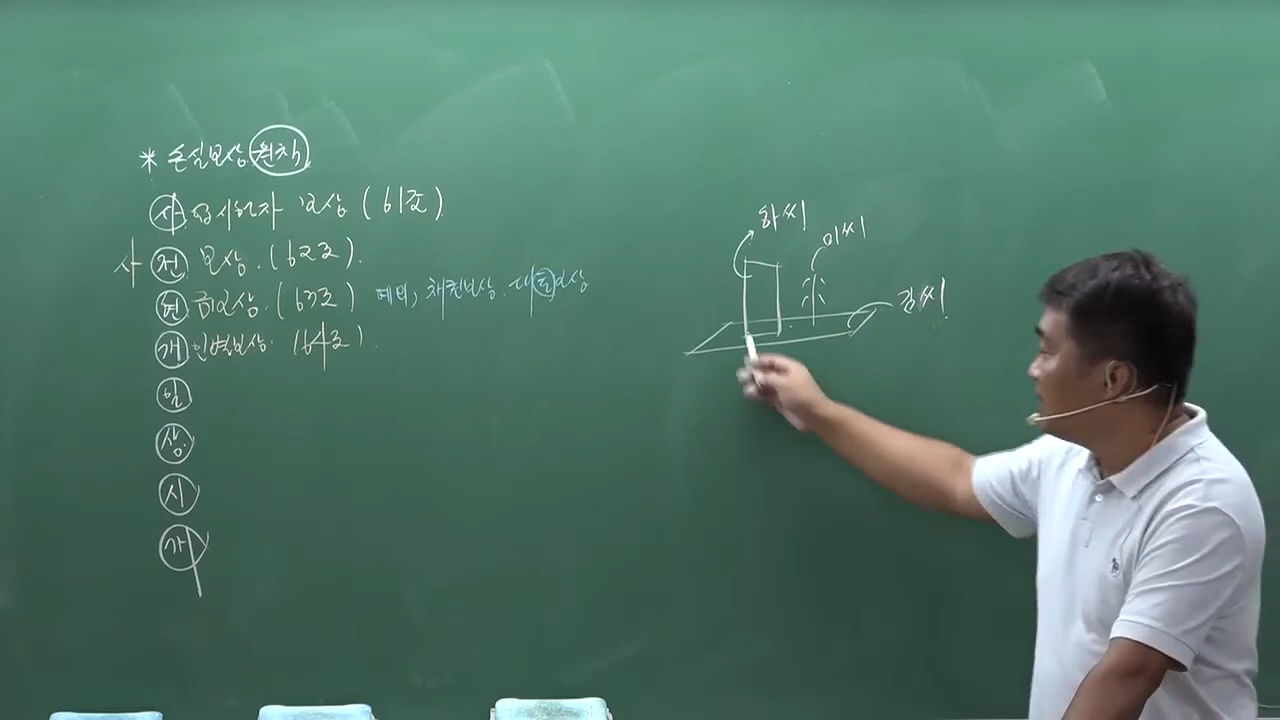 * 손실보상 원칙
사업시행자 보상 (61조)
사 전 보상. (62조).
현 금보상. (63조) 예외, 채권보상. 대토보상
개 인별보상. (64조).
일
상
시
가
하씨
이씨
김씨